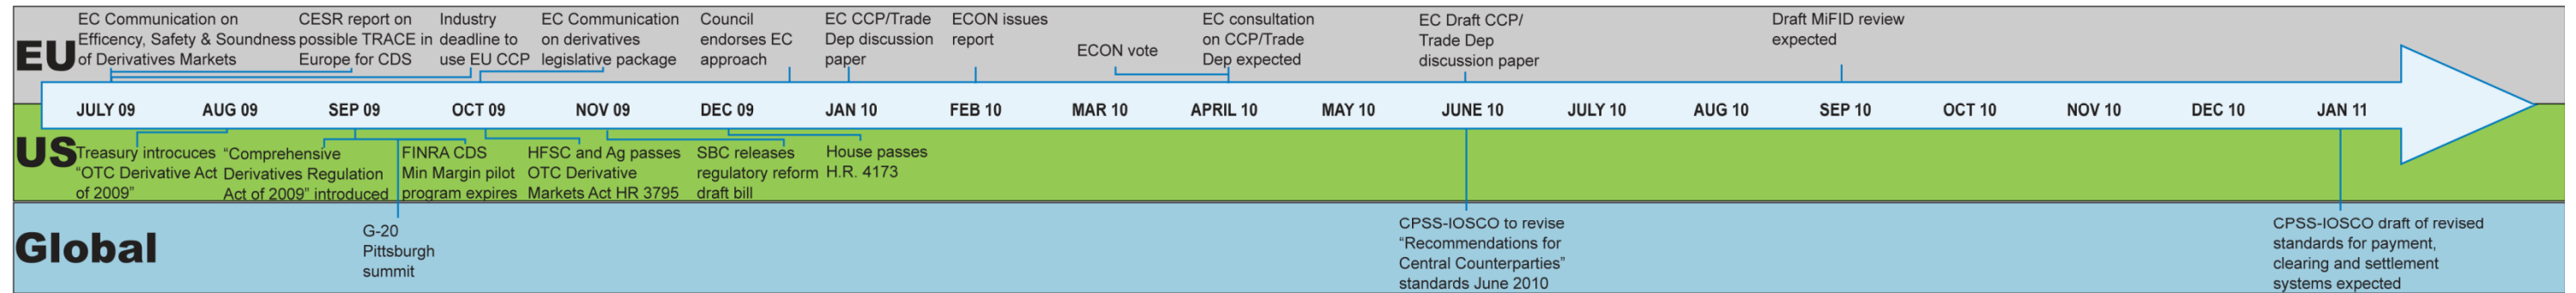 EU
EC Communication on
Efficency, Safety & Soundness
of Derivatives Markets
CESR report on
possible TRACE in
Europe for CDS
Industry
deadline to
use EU CCP
EC Communication
on derivatives
legislative package
Council
endorses EC
approach
EC CCP/Trade
Dep discussion
paper
ECON issues
report
ECON vote
EC consultation
on CCP/Trade
Dep expected
EC Draft CCP/
Trade Dep
discussion paper
Draft MiFID review
expected
JULY 09
AUG 09
SEP 09
OCT 09
NOV 09
DEC 09
JAN 10
FEB 10
MAR 10
APRIL 10
MAY 10
JUNE 10
JULY 10
AUG 10
SEP 10
OCT 10
NOV 10
DEC 10
JAN 11
US
Treasury introcuces
“OTC Derivative Act
of 2009”
“Comprehensive
Derivatives Regulation
Act of 2009” introduced
FINRA CDS
Min Margin pilot
program expires
HFSC and Ag passes
OTC Derivative
Markets Act HR 3795
SBC releases
regulatory reform
draft bill
House passes
H.R. 4173
Global
G-20
Pittsburgh
summit
CPSS-IOSCO to revise
“Recommendations for
Central Counterparties”
standards June 2010
CPSS-IOSCO draft of revised
standards for payment,
clearing and settlement
systems expected